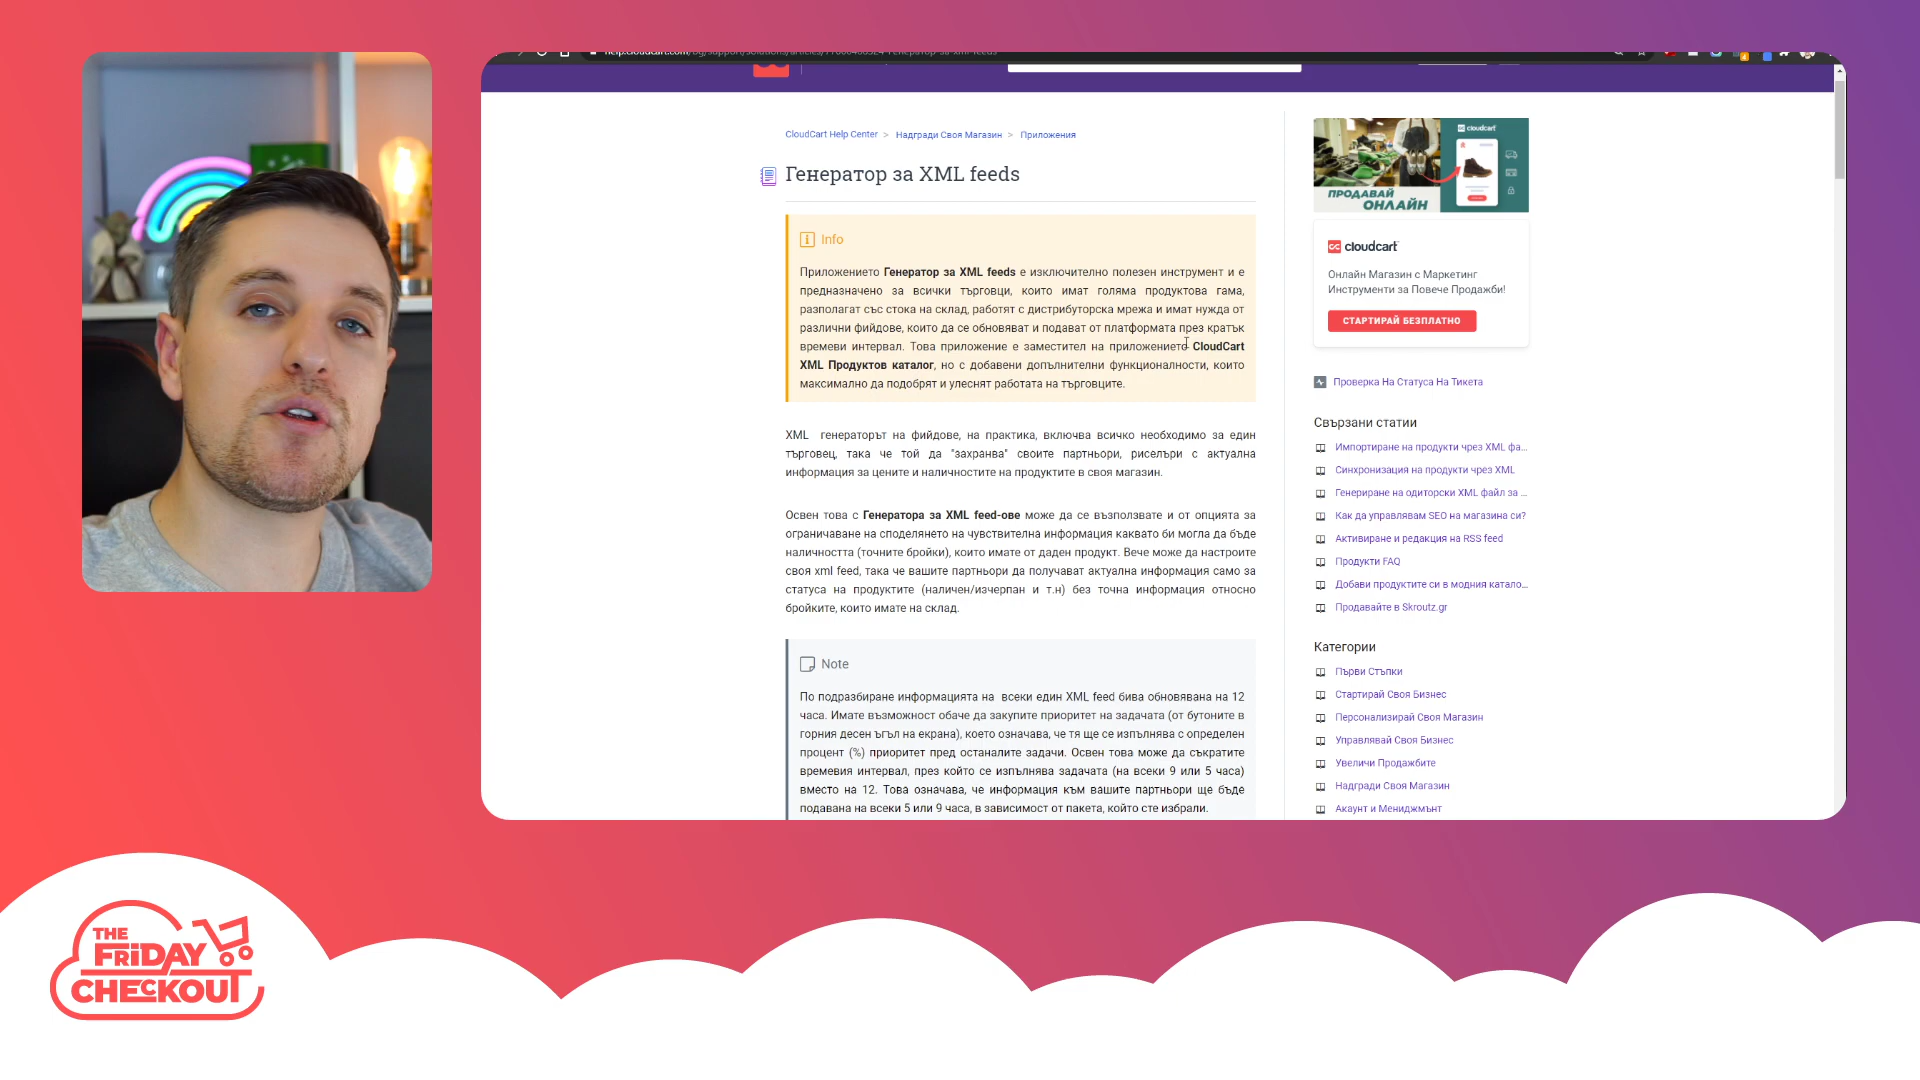 CloudCart Help Center > Надгради Своя Магазин > Приложения
Генератор за XML feeds
Info
Приложението Генератор за XML feeds е изключително полезен инструмент и е
предназначено за всички търговци, които имат голяма продуктова гама,
разполагат със стока на склад, работят с дистрибуторска мрежа и имат нужда от
различни фийдове, които да се обновяват и подават от платформата през кратък
времеви интервал. Това приложение е заместител на приложението CloudCart
XML Продуктов каталог, но с добавени допълнителни функционалности, които
максимално да подобрят и улеснят работата на търговците.
XML генераторът на фийдове, на практика, включва всичко необходимо за един
търговец, така че той да "захранва" своите партньори, риселъри с актуална
информация за цените и наличностите на продуктите в своя магазин.
Освен това с Генератора за XML feed-ове може да се възползвате и от опцията за
ограничаване на споделянето на чувствителна информация каквато би могла да бъде
наличността (точните бройки), които имате от даден продукт. Вече може да настроите
своя xml feed, така че вашите партньори да получават актуална информация само за
статуса на продуктите (наличен/изчерпан и т.н) без точна информация относно
бройките, които имате на склад.
Note
По подразбиране информацията на всеки един XML feed бива обновявана на 12
часа. Имате възможност обаче да закупите приоритет на задачата (от бутоните в
горния десен ъгъл на екрана), което означава, че тя ще се изпълнява с определен
процент (%) приоритет пред останалите задачи. Освен това може да съкратите
времевия интервал, през който се изпълнява задачата (на всеки 9 или 5 часа)
вместо на 12. Това означава, че информация към вашите партньори ще бъде
подавана на всеки 5 или 9 часа, в зависимост от пакета, който сте избрали.
cloudcart
ПРОДАВАЙ
ОНЛАЙН
cloudcart
Онлайн Магазин с Маркетинг
Инструменти за Повече Продажби!
СТАРТИРАЙ БЕЗПЛАТНО
Проверка На Статуса На Тикета
Свързани статии
Импортиране на продукти чрез XML фа...
Синхронизация на продукти чрез XML
Генериране на одиторски XML файл за ...
Как да управлявам SEO на магазина си?
Активиране и редакция на RSS feed
Продукти FAQ
Добави продуктите си в модния катало...
Продавайте в Skroutz.gr
Категории
Първи Стъпки
Стартирай Своя Бизнес
Персонализирай Своя Магазин
Управлявай Своя Бизнес
Увеличи Продажбите
Надгради Своя Магазин
Акаунт и Мениджмънт
THE
FRiDAY
CHECKOUT